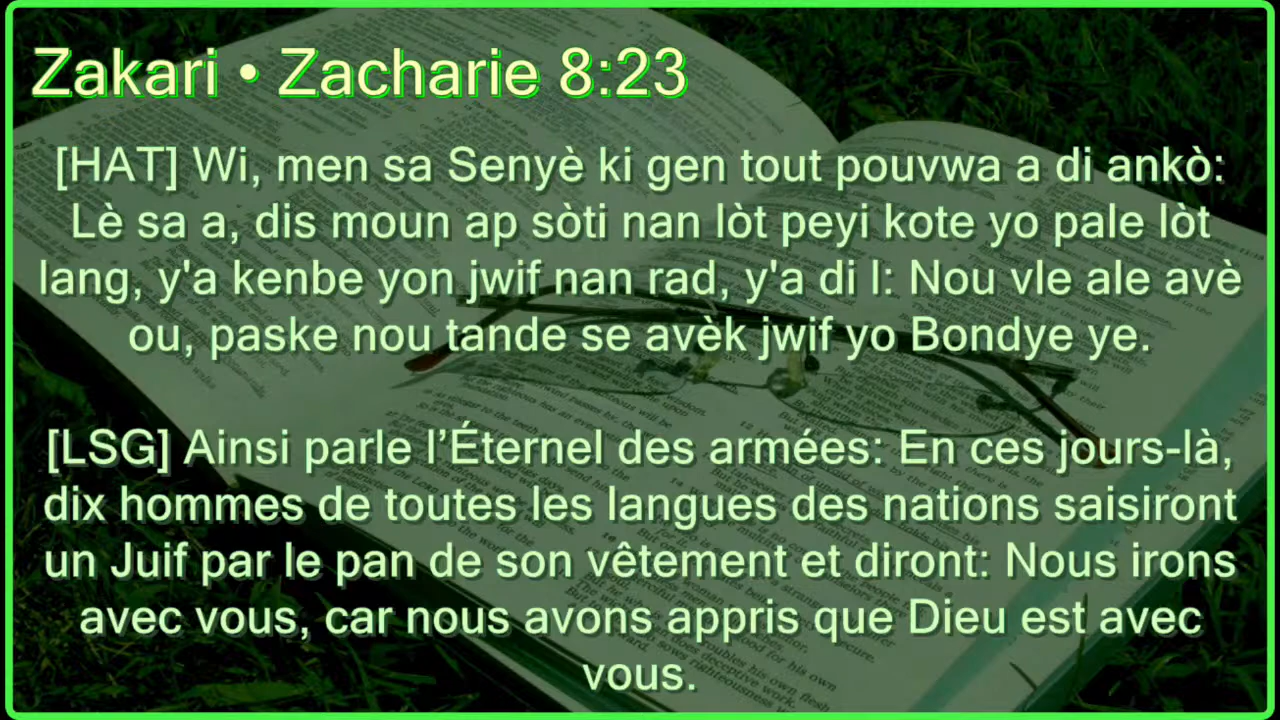 Zakari • Zacharie 8:23
[HAT] Wi, men sa Senyè ki gen tout pouvwa a di ankò:
Lè sa a, dis moun ap sòti nan lòt peyi kote yo pale lòt
lang, y'a kenbe yon jwif nan rad, y'a di l: Nou vle ale avè
ou, paske nou tande se avèk jwif yo Bondye ye.
[LSG] Ainsi parle l’Éternel des armées: En ces jours-là,
dix hommes de toutes les langues des nations saisiront
un Juif par le pan de son vêtement et diront: Nous irons
avec vous, car nous avons appris que Dieu est avec
vous.